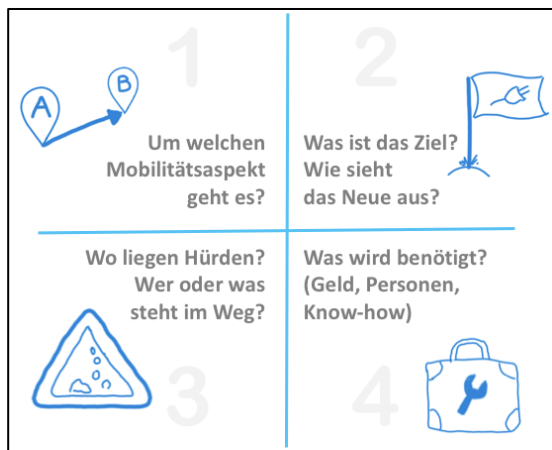 1
A
B
Um welchen
Mobilitätsaspekt
geht es?
2
Was ist das Ziel?
Wie sieht
das Neue aus?
Wo liegen Hürden?
Wer oder was
steht im Weg?
3
Was wird benötigt?
(Geld, Personen,
Know-how)
4